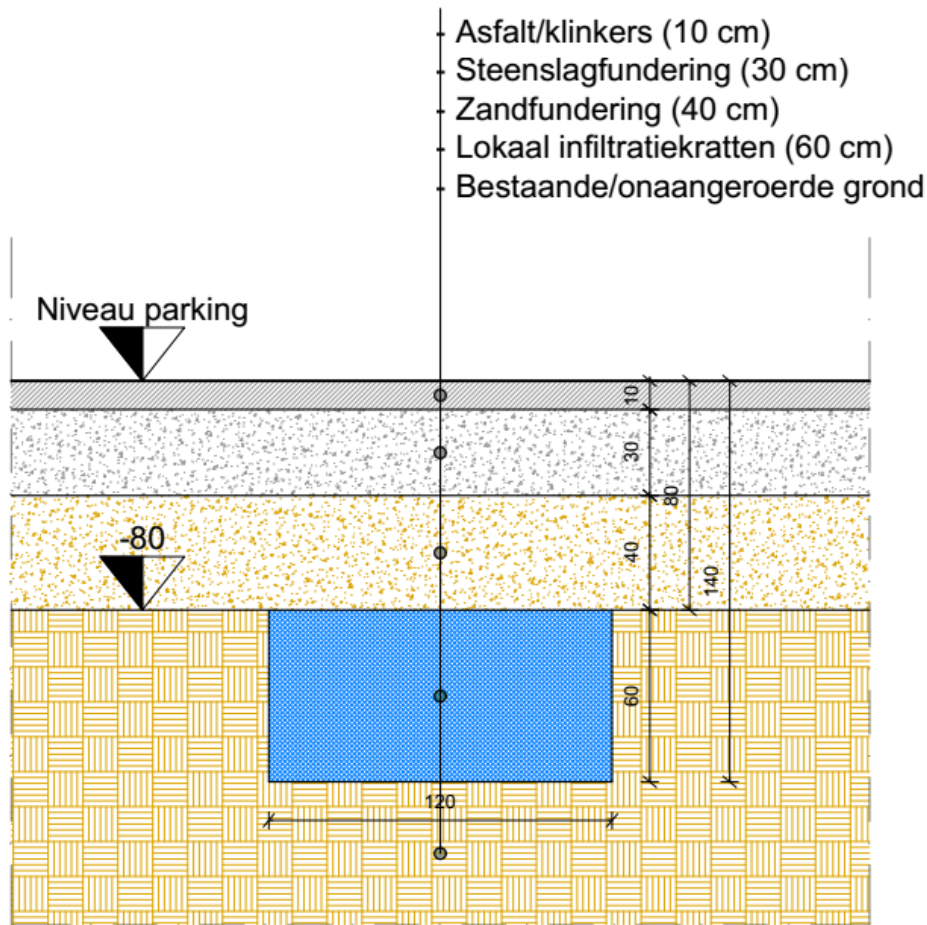 Asfalt/klinkers (10 cm)
Steenslagfundering (30 cm)
Zandfundering (40 cm)
Lokaal infiltratiekratten (60 cm)
Bestaande/onaangeroerde grond
Niveau parking
10
30
80
-80
40
140
60
120